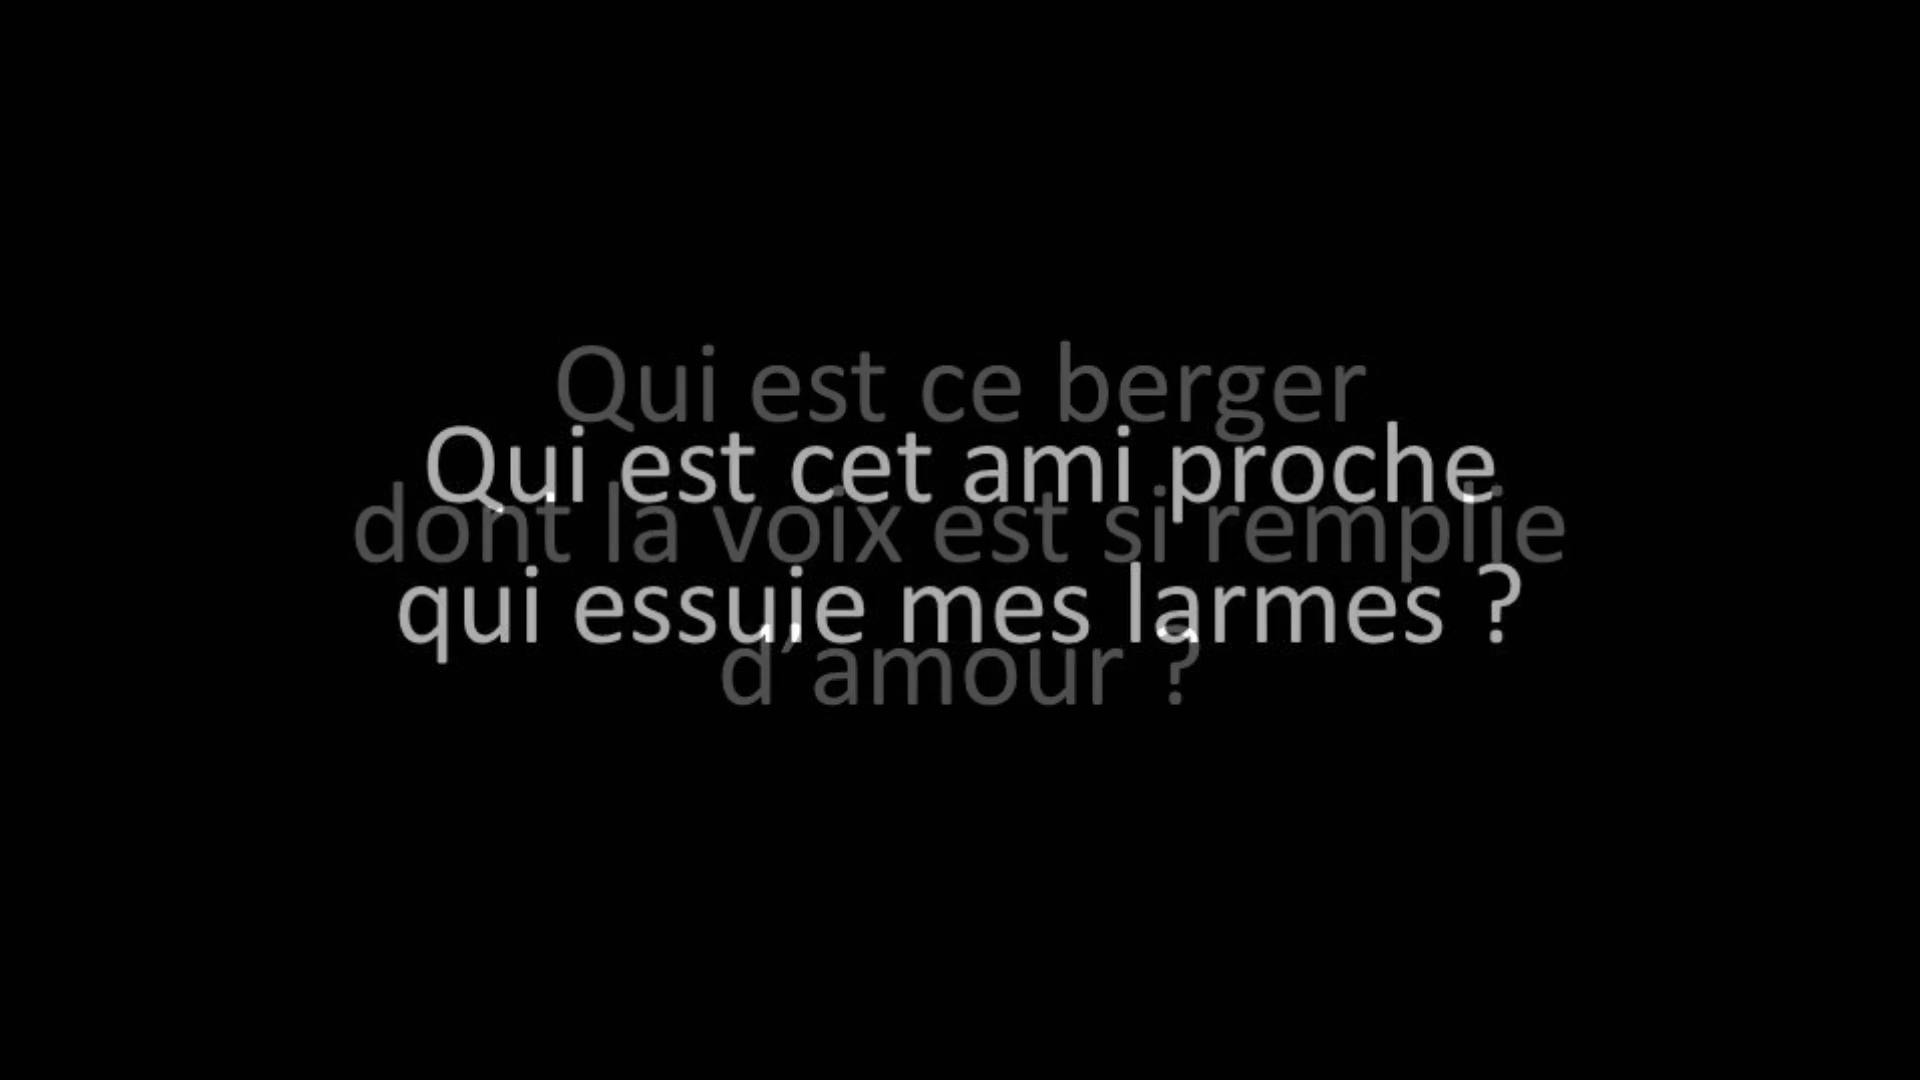 Qui est ce berger
Qui est cet ami proche
dont la voix est si remplie
qui essuie mes larmes ?
d’amour ?